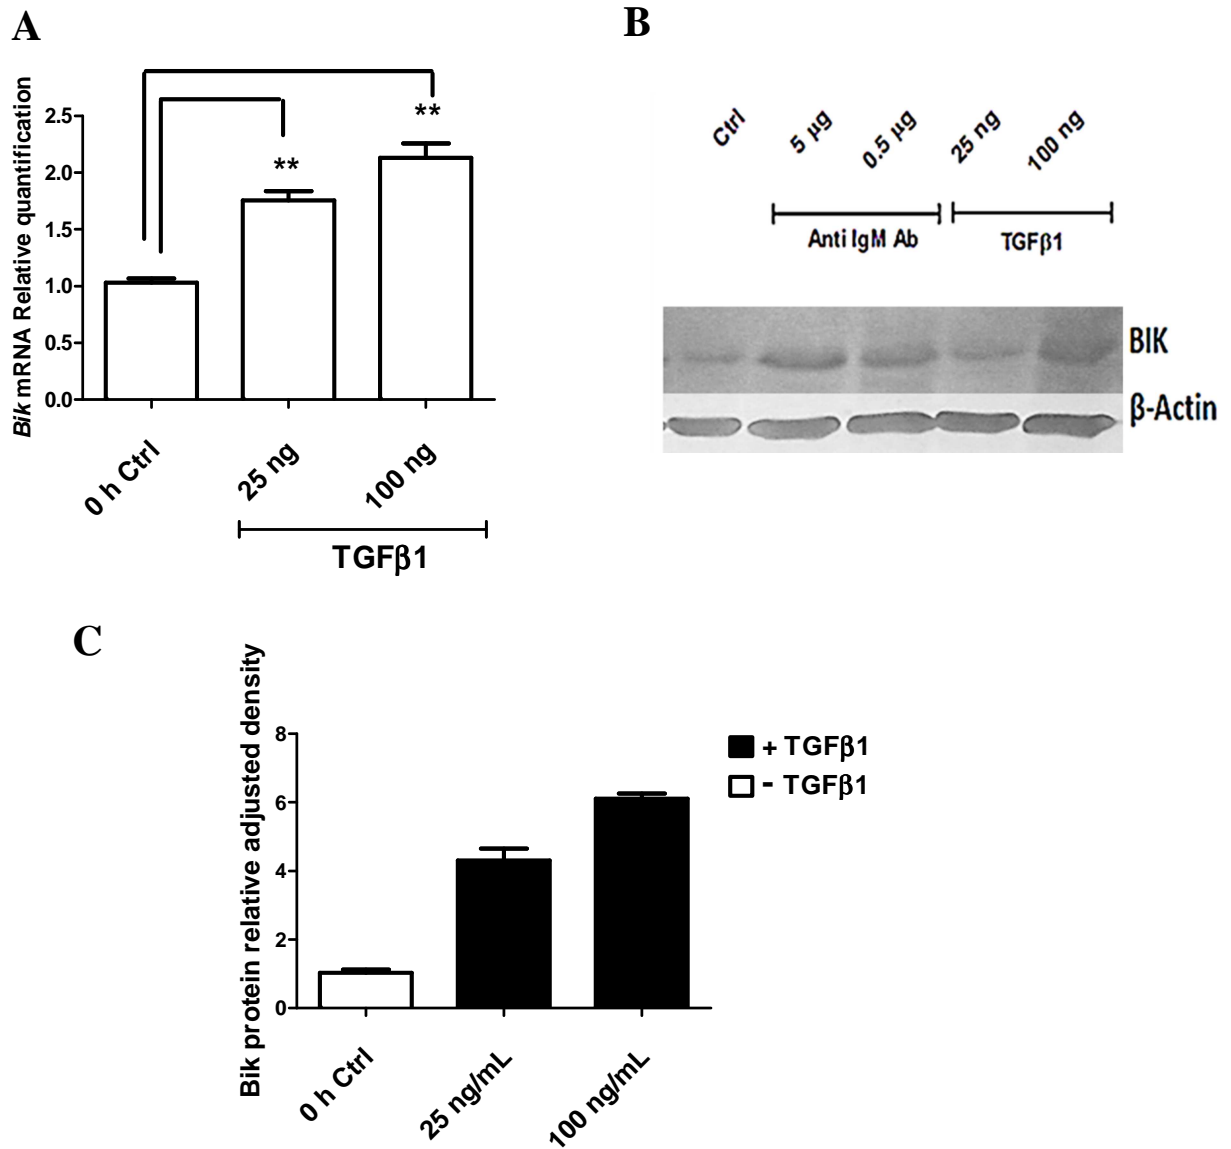 A
Bik mRNA Relative quantification
2.5
2.0
1.5
1.0
0.5
0.0
**
**
0 h Ctrl
25 ng
100 ng
TGFβ1
B
Ctrl
5 μg
0.5 μg
25 ng
100 ng
Anti IgM Ab
TGFβ1
BIK
β-Actin
C
Bik protein relative adjusted density
8
6
4
2
0
0 h Ctrl
25 ng/mL
100 ng/mL
+ TGFβ1
- TGFβ1